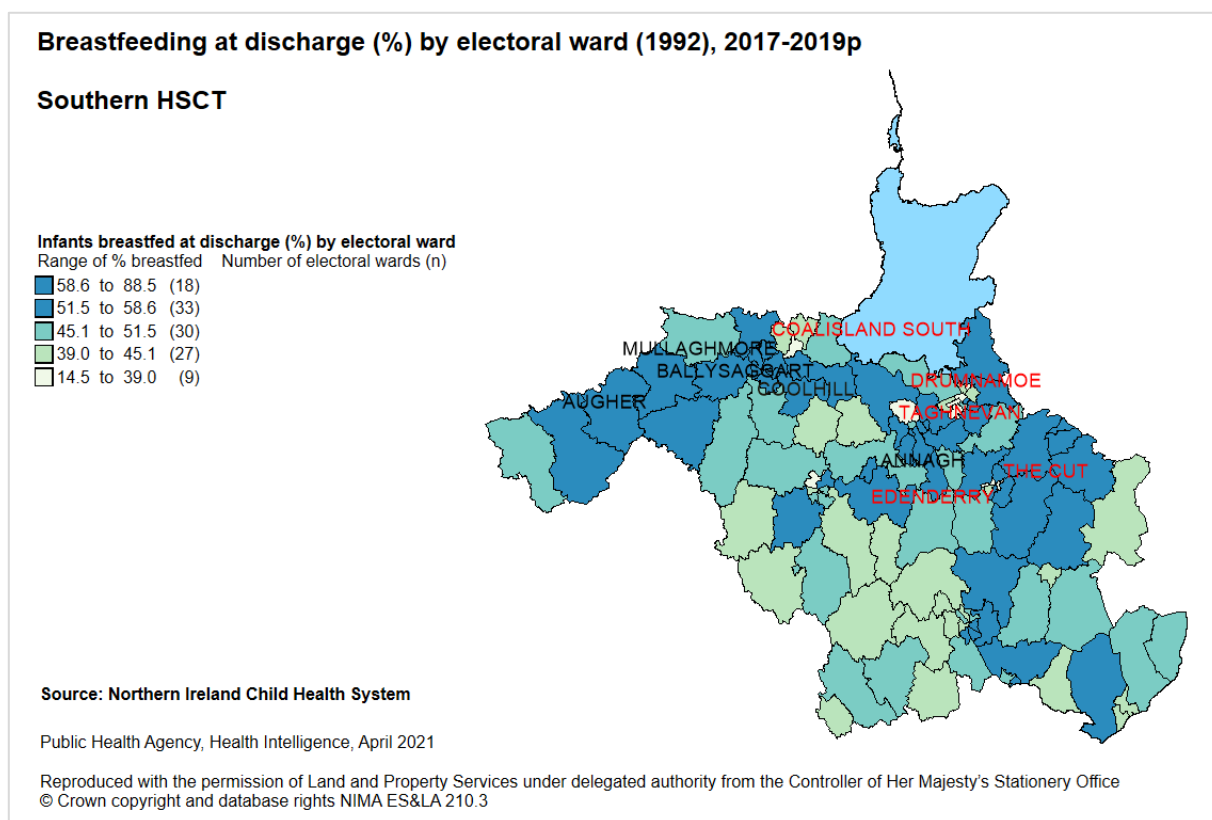 Breastfeeding at discharge (%) by electoral ward (1992), 2017-2019p
Southern HSCT
Infants breastfed at discharge (%) by electoral ward
Range of % breastfed Number of electoral wards (n)
58.6 to 88.5 (18)
51.5 to 58.6 (33)
45.1 to 51.5 (30)
39.0 to 45.1 (27)
14.5 to 39.0 (9)
COALISLAND SOUTH
MULLAGHMORE
BALLYSAGGART
DRUMNAMOE
COOLHILL
AUGHER
TAGHNEVAN
ANNAGH
THE CUT
EDENDERRY
Source: Northern Ireland Child Health System
Public Health Agency, Health Intelligence, April 2021
Reproduced with the permission of Land and Property Services under delegated authority from the Controller of Her Majesty's Stationery Office
© Crown copyright and database rights NIMA ES&LA 210.3